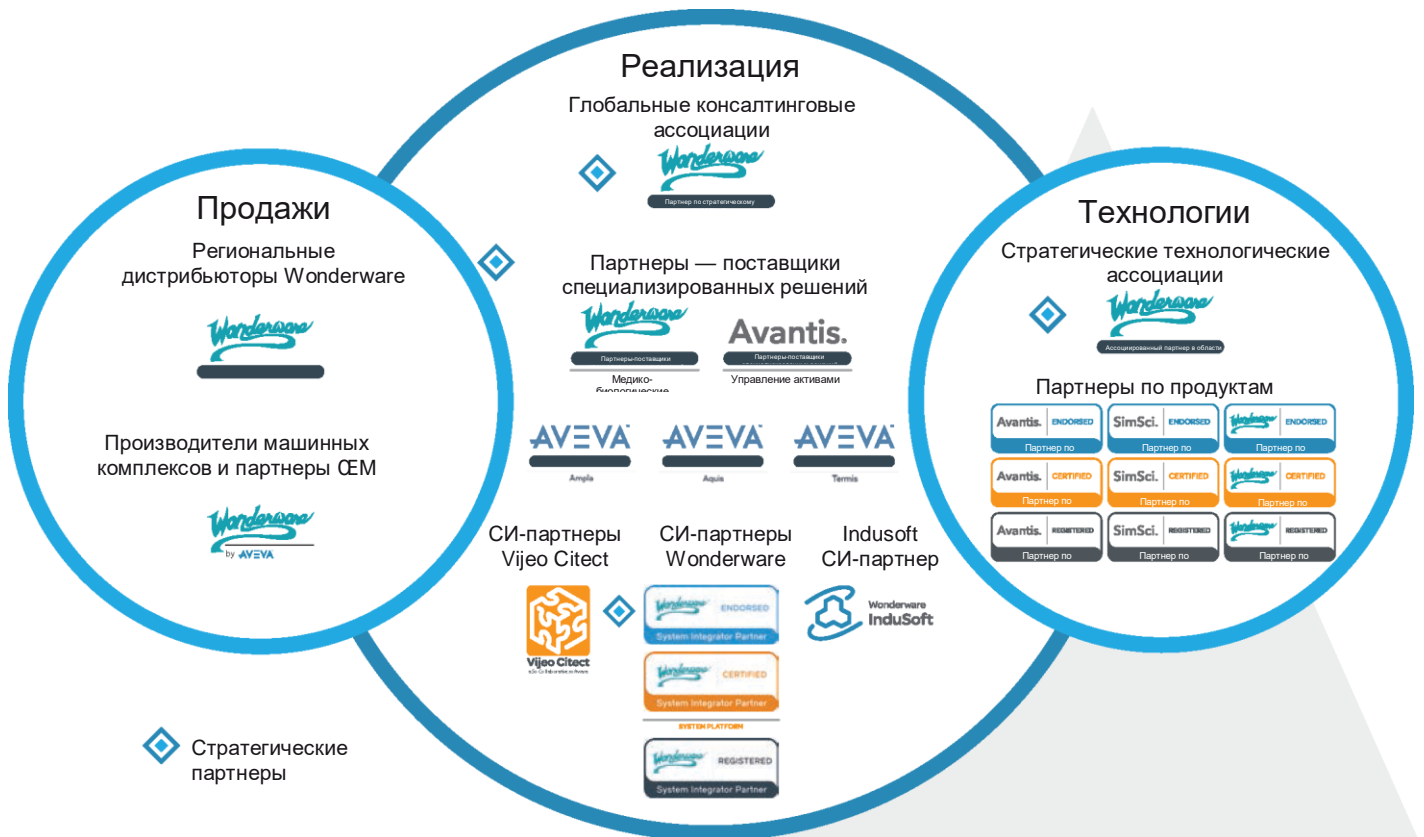 Реализация
Глобальные консалтинговые
ассоциации
Wonderware
Партнер по стратегическому
Продажи
Региональные
дистрибьюторы Wonderware
Wonderware
Производители машинных
комплексов и партнеры ŒM
Wonderware
by AVEVA
Партнеры — поставщики
специализированных решений
Wonderware
Партнеры-поставщики
Медико-
биологические
Avantis.
Партнеры-поставщики
Управление активами
AVEVA™
Ampla
AVEVA™
Aquis
AVEVA™
Termis
СИ-партнеры
Vijeo Citect
Vijeo Citect
СИ-партнеры
Wonderware
Wonderware ENDORSED
System Integrator Partner
Wonderware CERTIFIED
System Integrator Partner
SYSTEM PLATFORM
Wonderware REGISTERED
System Integrator Partner
Indusoft
СИ-партнер
Wonderware
InduSoft
Технологии
Стратегические технологические
ассоциации
Wonderware
Ассоциированный партнер в области
Партнеры по продуктам
Avantis. ENDORSED
Партнер по
SimSci. ENDORSED
Партнер по
Wonderware ENDORSED
Партнер по
Avantis. CERTIFIED
Партнер по
SimSci. CERTIFIED
Партнер по
Wonderware CERTIFIED
Партнер по
Avantis. REGISTERED
Партнер по
SimSci. REGISTERED
Партнер по
Wonderware REGISTERED
Партнер по
Стратегические
партнеры